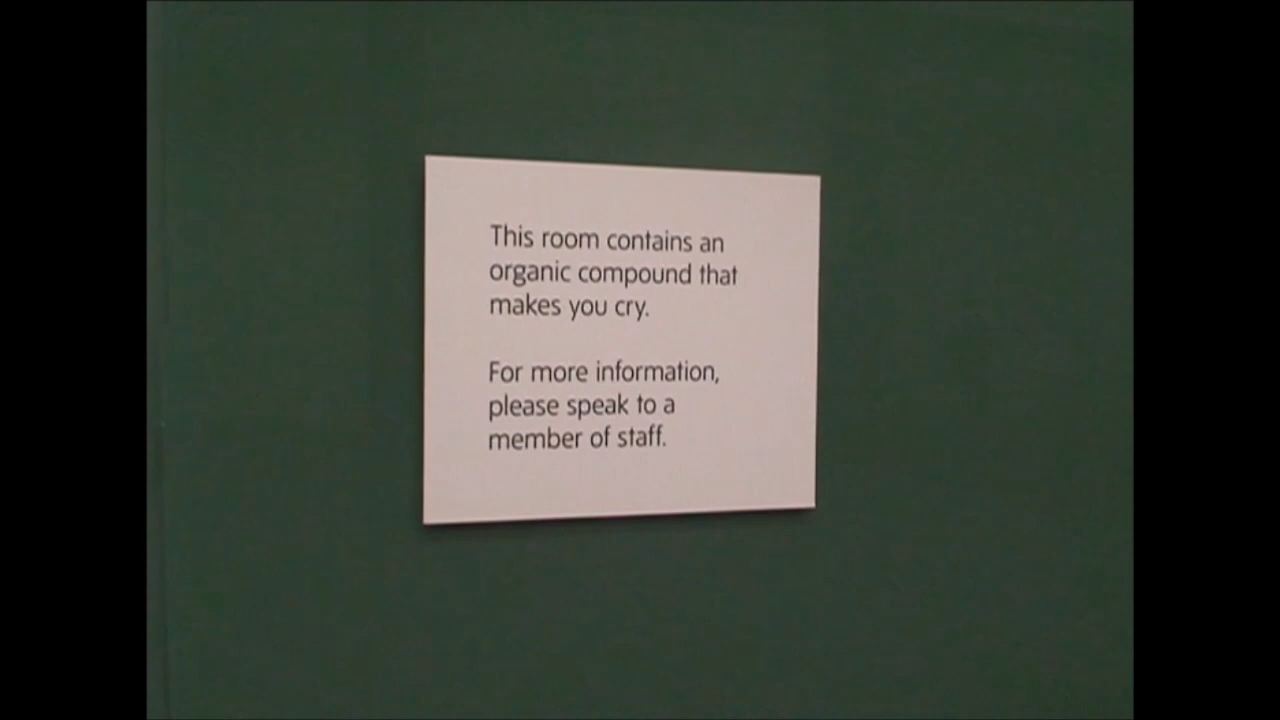 This room contains an
organic compound that
makes you cry.
For more information,
please speak to a
member of staff.